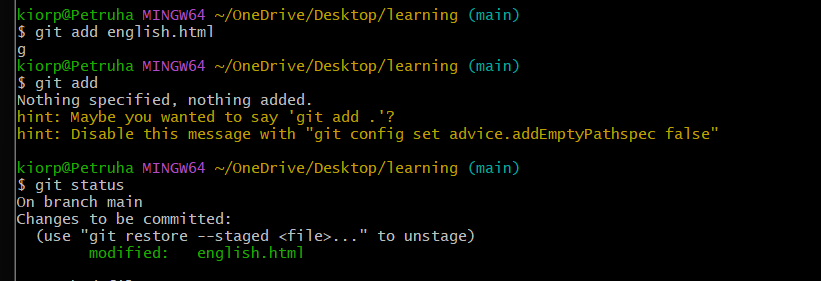 kiorp@Petruha MINGW64 ~/OneDrive/Desktop/learning (main)
$ git add english.html
g
kiorp@Petruha MINGW64 ~/OneDrive/Desktop/learning (main)
$ git add
Nothing specified, nothing added.
hint: Maybe you wanted to say 'git add .'?
hint: Disable this message with "git config set advice.addEmptyPathspec false"
kiorp@Petruha MINGW64 ~/OneDrive/Desktop/learning (main)
$ git status
On branch main
Changes to be committed:
  (use "git restore --staged <file>..." to unstage)
        modified:   english.html